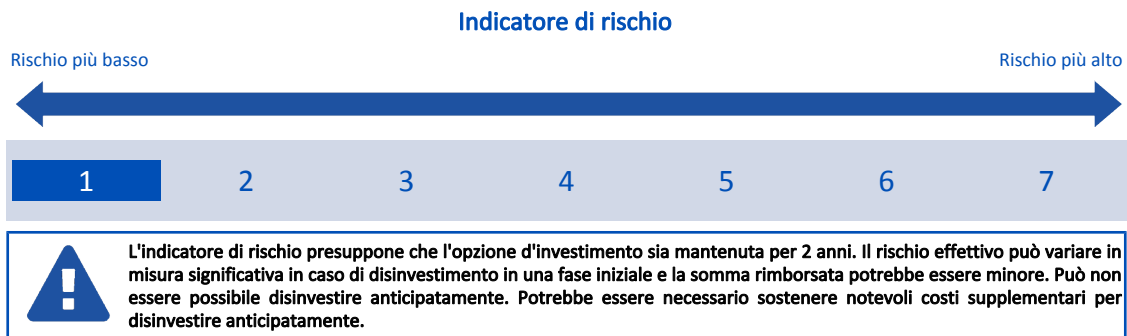 Indicatore di rischio
Rischio più basso Rischio più alto
1 2 3 4 5 6 7
L'indicatore di rischio presuppone che l'opzione d'investimento sia mantenuta per 2 anni. Il rischio effettivo può variare in
misura significativa in caso di disinvestimento in una fase iniziale e la somma rimborsata potrebbe essere minore. Può non
essere possibile disinvestire anticipatamente. Potrebbe essere necessario sostenere notevoli costi supplementari per
disinvestire anticipatamente.